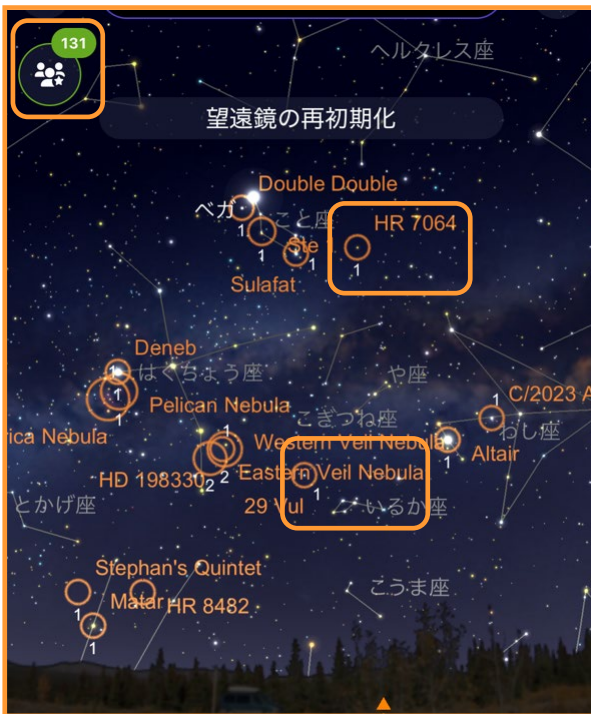 131
ヘルクレス座
望遠鏡の再初期化
Double Double
ベガ
1
こと座
HR 7064
1
Ste 1
1
1
Sulafat
Deneb
1
はくちょう座
や座
1
C/2023 A
1
Pelican Nebula
1
こぎつね座
わし座
rica Nebula
1
Western Veil Nebula
1
Altair
HD 198330
2
2
Eastern Veil Nebula
1
29 Vul
いるか座
とかげ座
Stephan's Quintet
こうま座
1
Matar
HR 8482
1